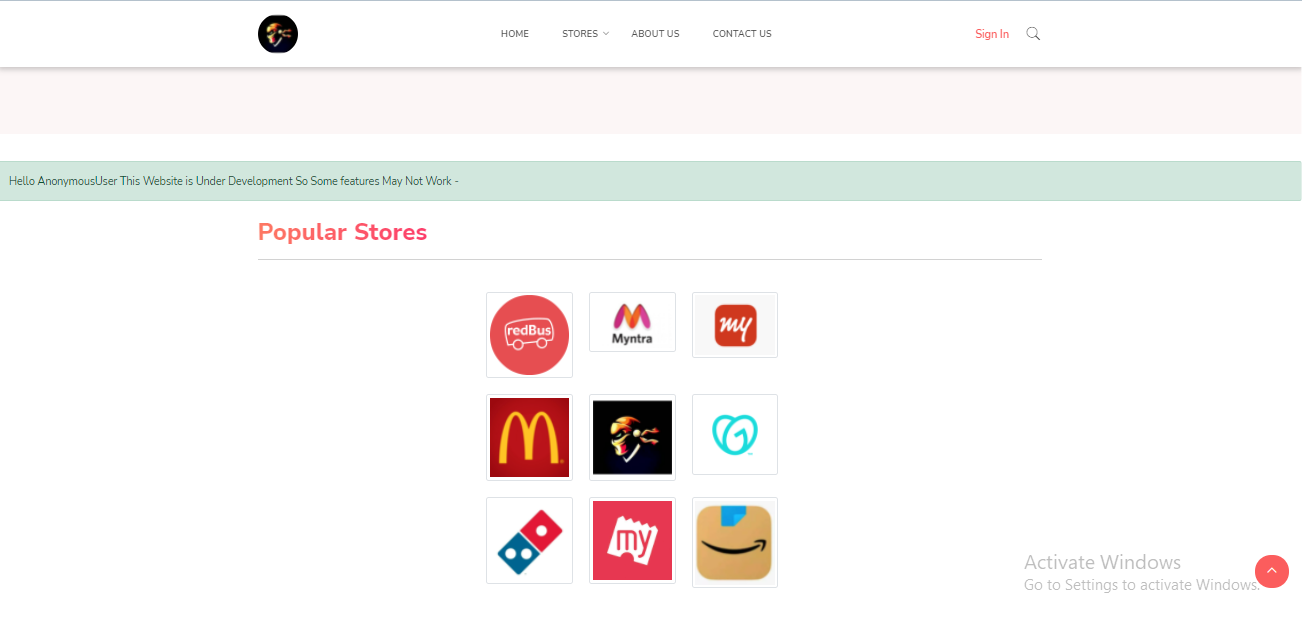 HOME STORES ABOUT US CONTACT US Sign In
Hello AnonymousUser This Website is Under Development So Some features May Not Work -
Popular Stores
redBus
Myntra
my
my
Activate Windows
Go to Settings to activate Windows.